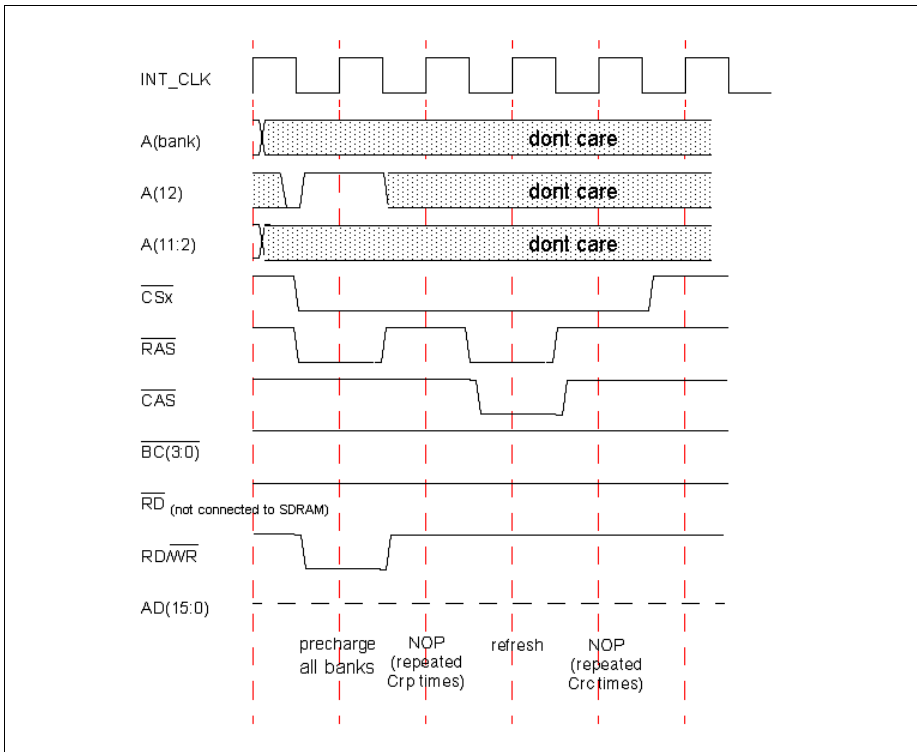 INT_CLK
A(bank)
dont care
A(12)
dont care
A(11:2)
dont care
CSx
RAS
CAS
BC(3:0)
RD (not connected to SDRAM)
RD/WR
AD(15:0)
precharge
all banks
NOP
(repeated
Crp times)
refresh
NOP
(repeated
Crc times)